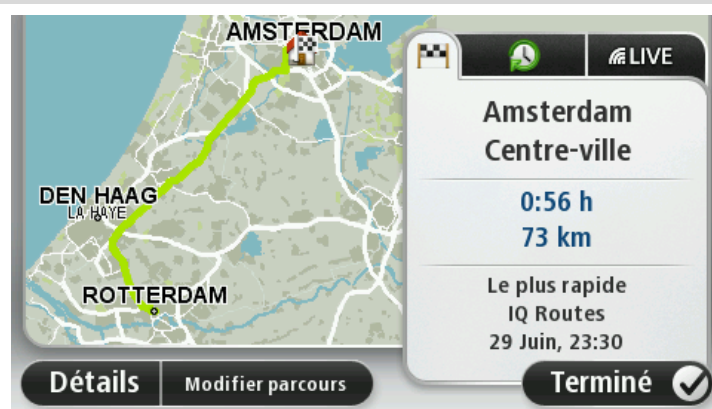 AMSTERDAM
LIVE
Amsterdam
Centre-ville
DEN HAAG
LA HAYE
0:56 h
73 km
ROTTERDAM
Le plus rapide
IQ Routes
29 Juin, 23:30
Détails
Modifier parcours
Terminé